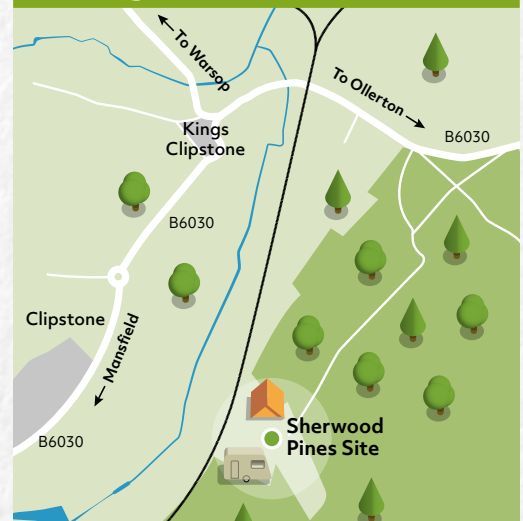 To Warsop
To Ollerton
B6030
Kings
Clipstone
B6030
Clipstone
Mansfield
Sherwood
Pines Site
B6030